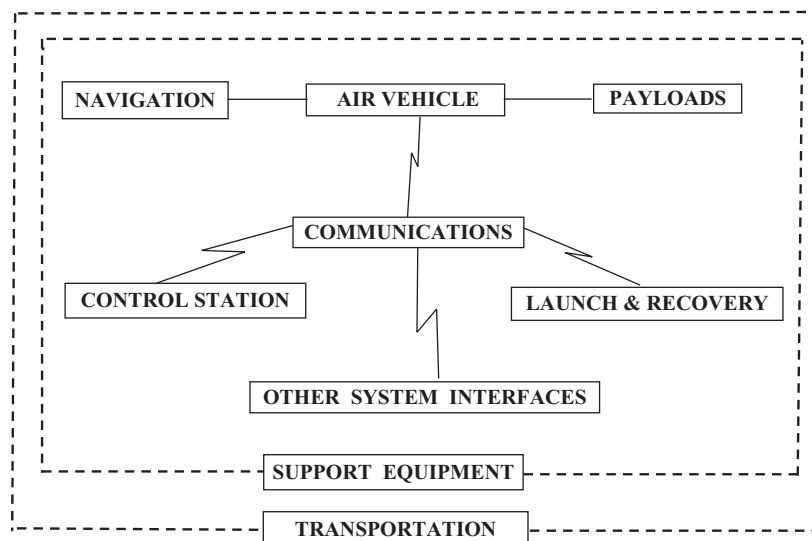 NAVIGATION
AIR VEHICLE
PAYLOADS
COMMUNICATIONS
CONTROL STATION
LAUNCH & RECOVERY
OTHER SYSTEM INTERFACES
SUPPORT EQUIPMENT
TRANSPORTATION